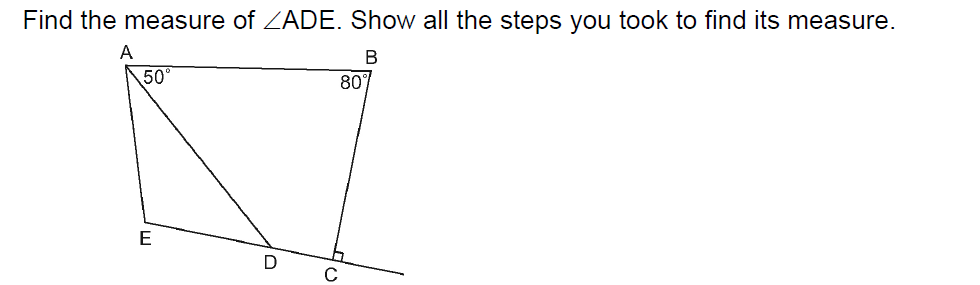 Find the measure of ∠ADE. Show all the steps you took to find its measure.
A
B
50°
80°
E
D
C